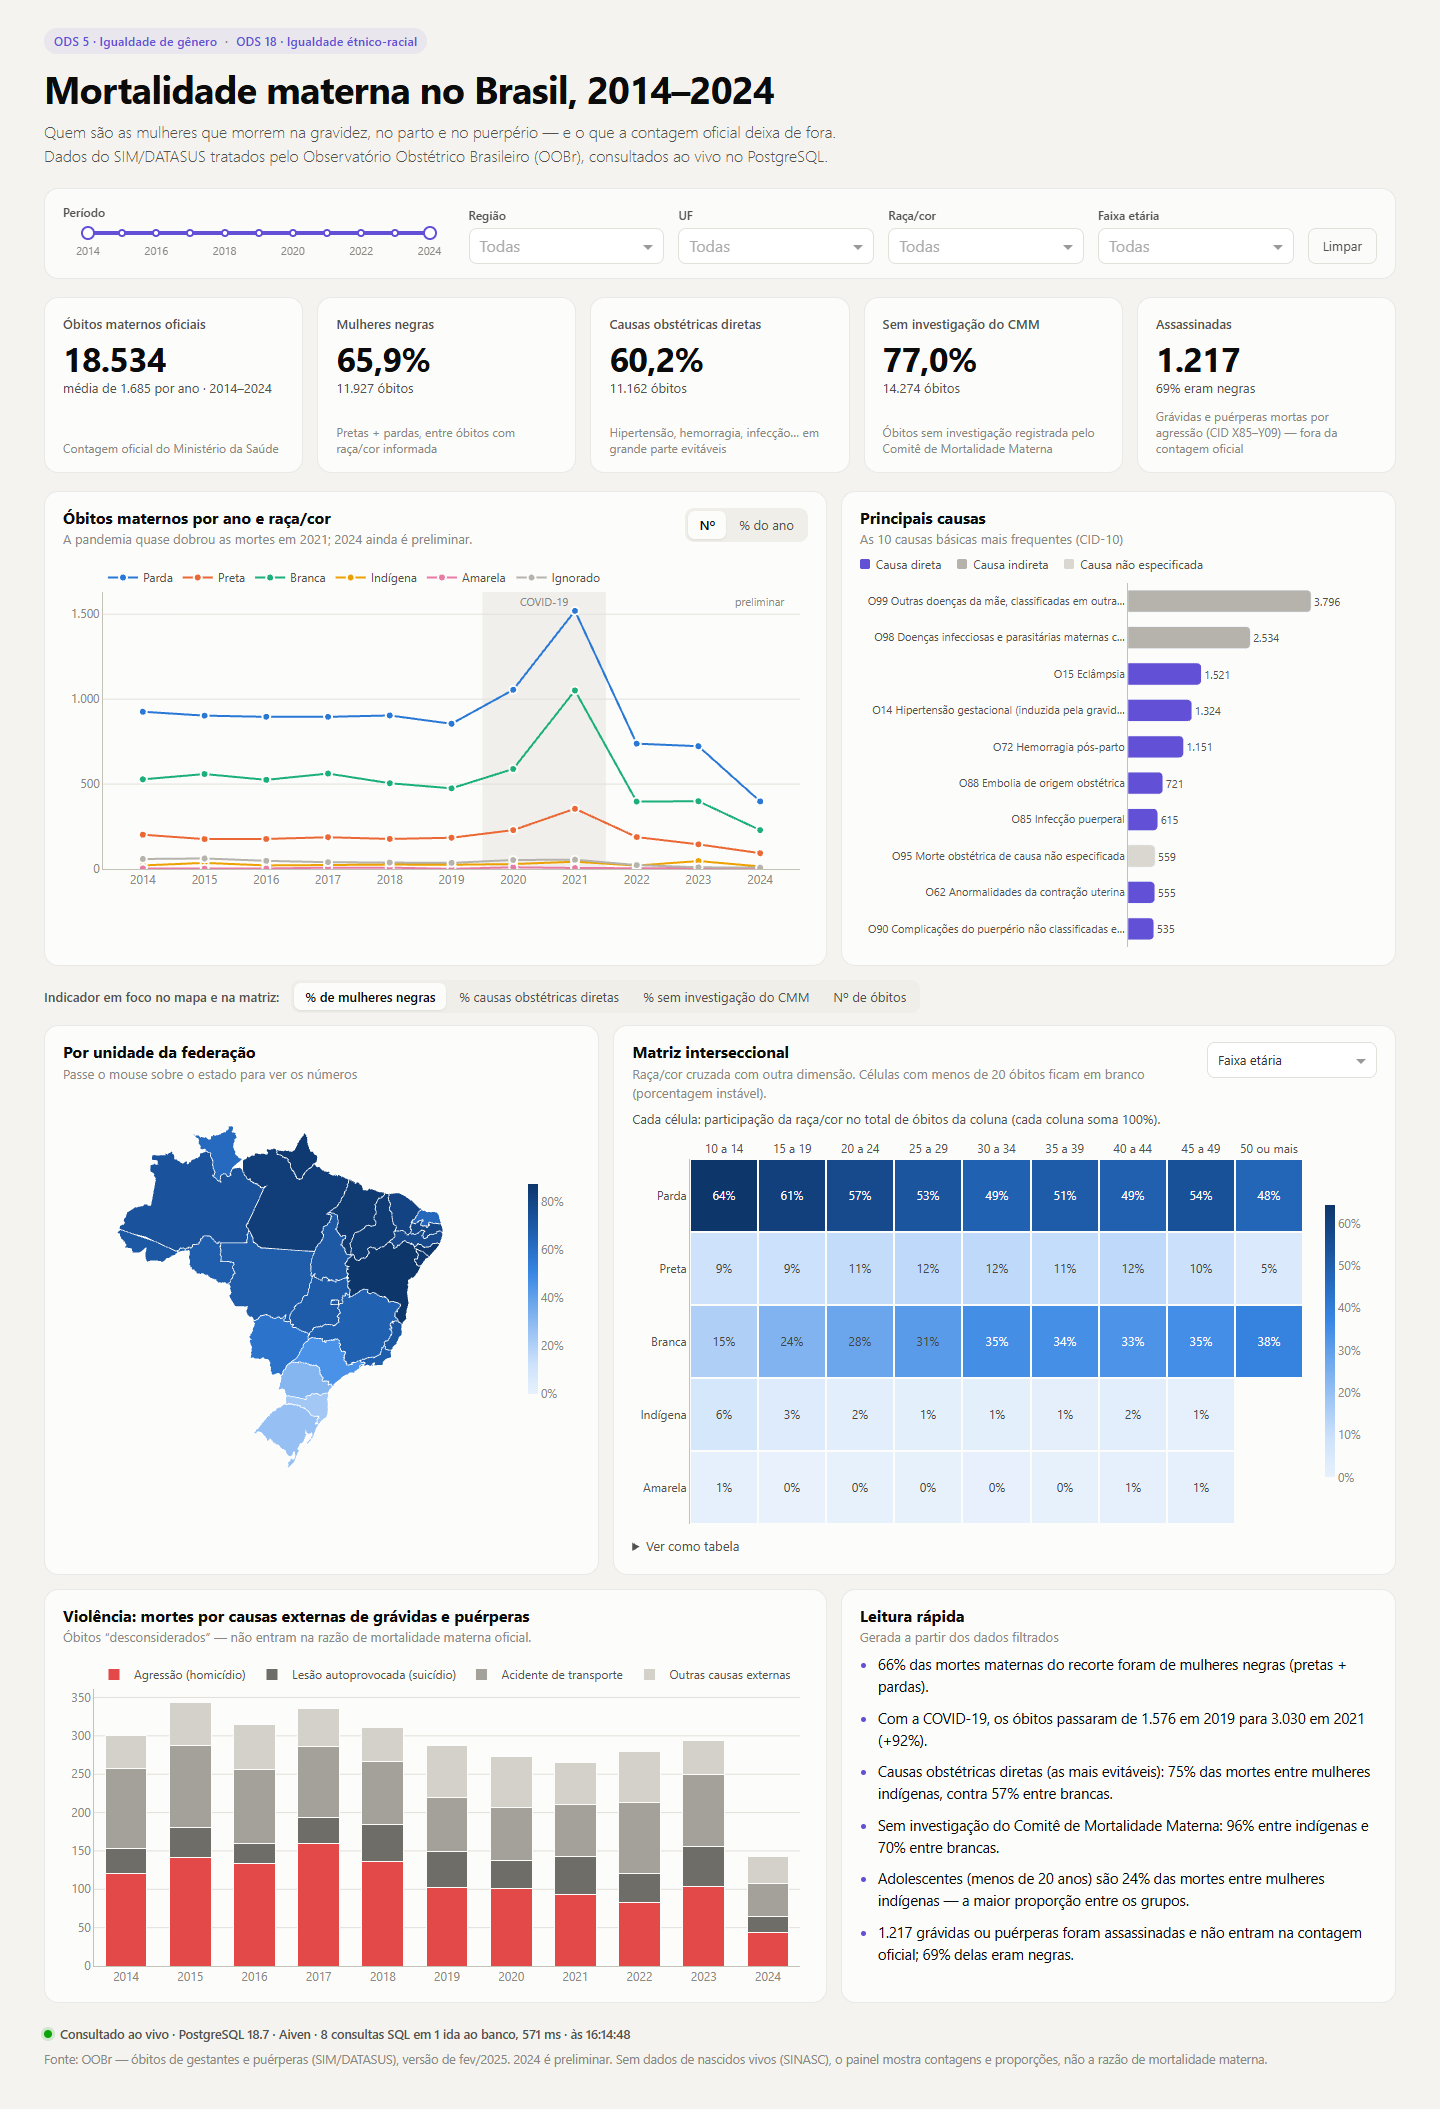 ODS 5 · Igualdade de gênero · ODS 18 · Igualdade étnico-racial
Mortalidade materna no Brasil, 2014–2024
Quem são as mulheres que morrem na gravidez, no parto e no puerpério — e o que a contagem oficial deixa de fora.
Dados do SIM/DATASUS tratados pelo Observatório Obstétrico Brasileiro (OOBr), consultados ao vivo no PostgreSQL.
Período
2014 2016 2018 2020 2022 2024
Região
Todas
UF
Todas
Raça/cor
Todas
Faixa etária
Todas
Limpar
Óbitos maternos oficiais
18.534
média de 1.685 por ano · 2014–2024
Contagem oficial do Ministério da Saúde
Mulheres negras
65,9%
11.927 óbitos
Pretas + pardas, entre óbitos com
raça/cor informada
Causas obstétricas diretas
60,2%
11.162 óbitos
Hipertensão, hemorragia, infecção... em
grande parte evitáveis
Sem investigação do CMM
77,0%
14.274 óbitos
Óbitos sem investigação registrada pelo
Comitê de Mortalidade Materna
Assassinadas
1.217
69% eram negras
Grávidas e puérperas mortas por
agressão (CID X85–Y09) — fora da
contagem oficial
Óbitos maternos por ano e raça/cor
A pandemia quase dobrou as mortes em 2021; 2024 ainda é preliminar.
Nº % do ano
Parda Preta Branca Indígena Amarela Ignorado
COVID-19 preliminar
1.500
1.000
500
0
2014 2015 2016 2017 2018 2019 2020 2021 2022 2023 2024
Principais causas
As 10 causas básicas mais frequentes (CID-10)
Causa direta Causa indireta Causa não especificada
O99 Outras doenças da mãe, classificadas em outra... 3.796
O98 Doenças infecciosas e parasitárias maternas c... 2.534
O15 Eclâmpsia 1.521
O14 Hipertensão gestacional (induzida pela gravid... 1.324
O72 Hemorragia pós-parto 1.151
O88 Embolia de origem obstétrica 721
O85 Infecção puerperal 615
O95 Morte obstétrica de causa não especificada 559
O62 Anormalidades da contração uterina 555
O90 Complicações do puerpério não classificadas e... 535
Indicador em foco no mapa e na matriz: % de mulheres negras % causas obstétricas diretas % sem investigação do CMM Nº de óbitos
Por unidade da federação
Passe o mouse sobre o estado para ver os números
80%
60%
40%
20%
0%
Matriz interseccional
Raça/cor cruzada com outra dimensão. Células com menos de 20 óbitos ficam em branco
(porcentagem instável).
Faixa etária
Cada célula: participação da raça/cor no total de óbitos da coluna (cada coluna soma 100%).
10 a 14 15 a 19 20 a 24 25 a 29 30 a 34 35 a 39 40 a 44 45 a 49 50 ou mais
Parda 64% 61% 57% 53% 49% 51% 49% 54% 48%
Preta 9% 9% 11% 12% 12% 11% 12% 10% 5%
Branca 15% 24% 28% 31% 35% 34% 33% 35% 38%
Indígena 6% 3% 2% 1% 1% 1% 2% 1%
Amarela 1% 0% 0% 0% 0% 0% 1% 1%
60%
50%
40%
30%
20%
10%
0%
Ver como tabela
Violência: mortes por causas externas de grávidas e puérperas
Óbitos “desconsiderados” — não entram na razão de mortalidade materna oficial.
Agressão (homicídio) Lesão autoprovocada (suicídio) Acidente de transporte Outras causas externas
350
300
250
200
150
100
50
0
2014 2015 2016 2017 2018 2019 2020 2021 2022 2023 2024
Leitura rápida
Gerada a partir dos dados filtrados
66% das mortes maternas do recorte foram de mulheres negras (pretas +
pardas).
Com a COVID-19, os óbitos passaram de 1.576 em 2019 para 3.030 em 2021
(+92%).
Causas obstétricas diretas (as mais evitáveis): 75% das mortes entre mulheres
indígenas, contra 57% entre brancas.
Sem investigação do Comitê de Mortalidade Materna: 96% entre indígenas e
70% entre brancas.
Adolescentes (menos de 20 anos) são 24% das mortes entre mulheres
indígenas — a maior proporção entre os grupos.
1.217 grávidas ou puérperas foram assassinadas e não entram na contagem
oficial; 69% delas eram negras.
Consultado ao vivo · PostgreSQL 18.7 · Aiven · 8 consultas SQL em 1 ida ao banco, 571 ms · às 16:14:48
Fonte: OOBr — óbitos de gestantes e puérperas (SIM/DATASUS), versão de fev/2025. 2024 é preliminar. Sem dados de nascidos vivos (SINASC), o painel mostra contagens e proporções, não a razão de mortalidade materna.